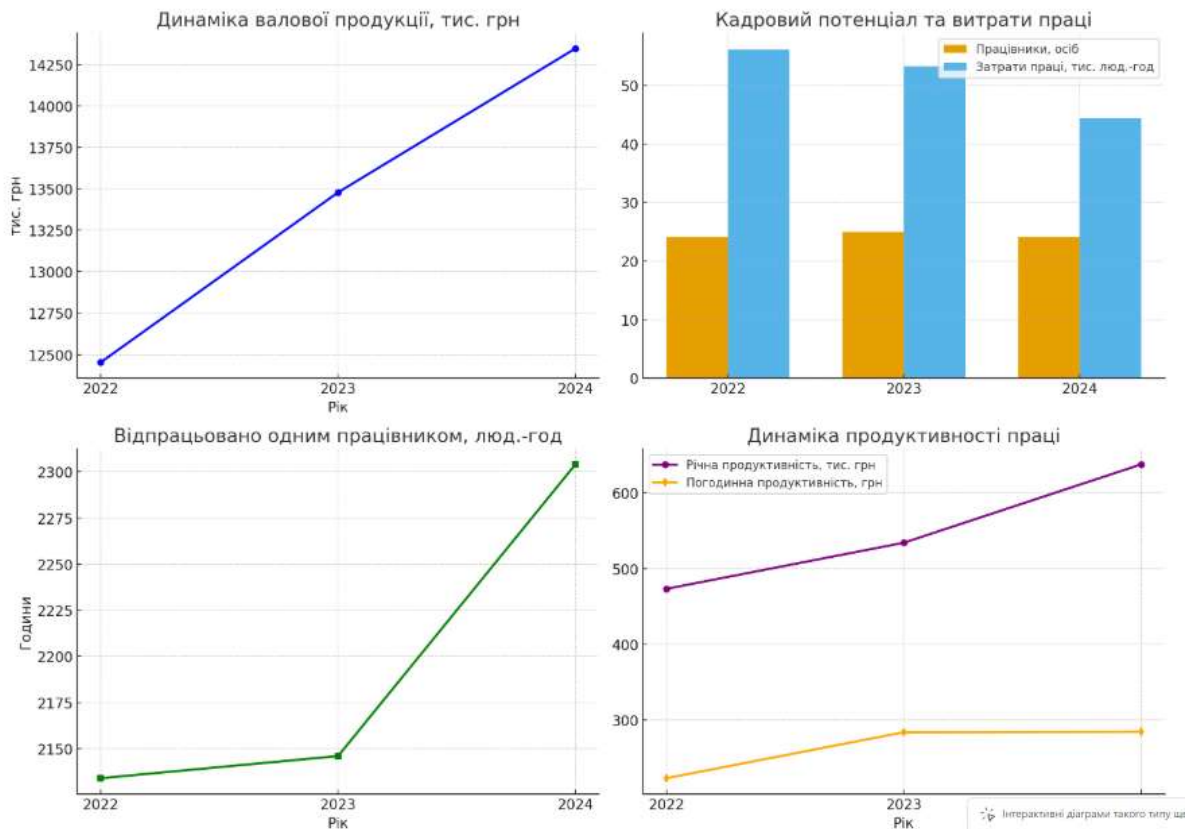 Динаміка валової продукції, тис. грн
тис. грн
14250
14000
13750
13500
13250
13000
12750
12500
2022
2023
2024
Рік
Кадровий потенціал та витрати праці
Працівники, осіб
Затрати праці, тис. люд.-год
50
40
30
20
10
0
2022
2023
2024
Відпрацьовано одним працівником, люд.-год
Години
2300
2275
2250
2225
2200
2175
2150
2022
2023
2024
Рік
Динаміка продуктивності праці
Річна продуктивність, тис. грн
Погодинна продуктивність, грн
600
500
400
300
2022
2023
Рік
Інтерактивні діаграми такого типу ще